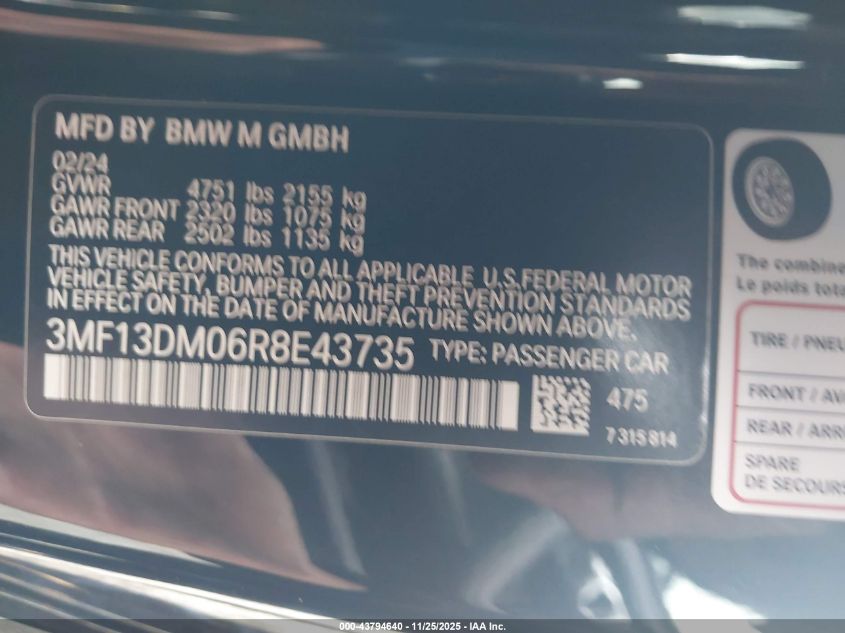 MFD BY BMW M GMBH
02/24
GVWR 4751 lbs 2155 kg
GAWR FRONT 2320 lbs 1075 kg
GAWR REAR 2502 lbs 1135 kg
THIS VEHICLE CONFORMS TO ALL APPLICABLE U.S.FEDERAL MOTOR
VEHICLE SAFETY, BUMPER AND THEFT PREVENTION STANDARDS
IN EFFECT ON THE DATE OF MANUFACTURE SHOWN ABOVE.
3MF13DM06R8E43735 TYPE: PASSENGER CAR
475
7315814
The combine
Le poids tota
TIRE / PNEU
FRONT / AV
REAR / ARR
SPARE
DE SECOURS
000-43794640 - 11/25/2025 - IAA Inc.